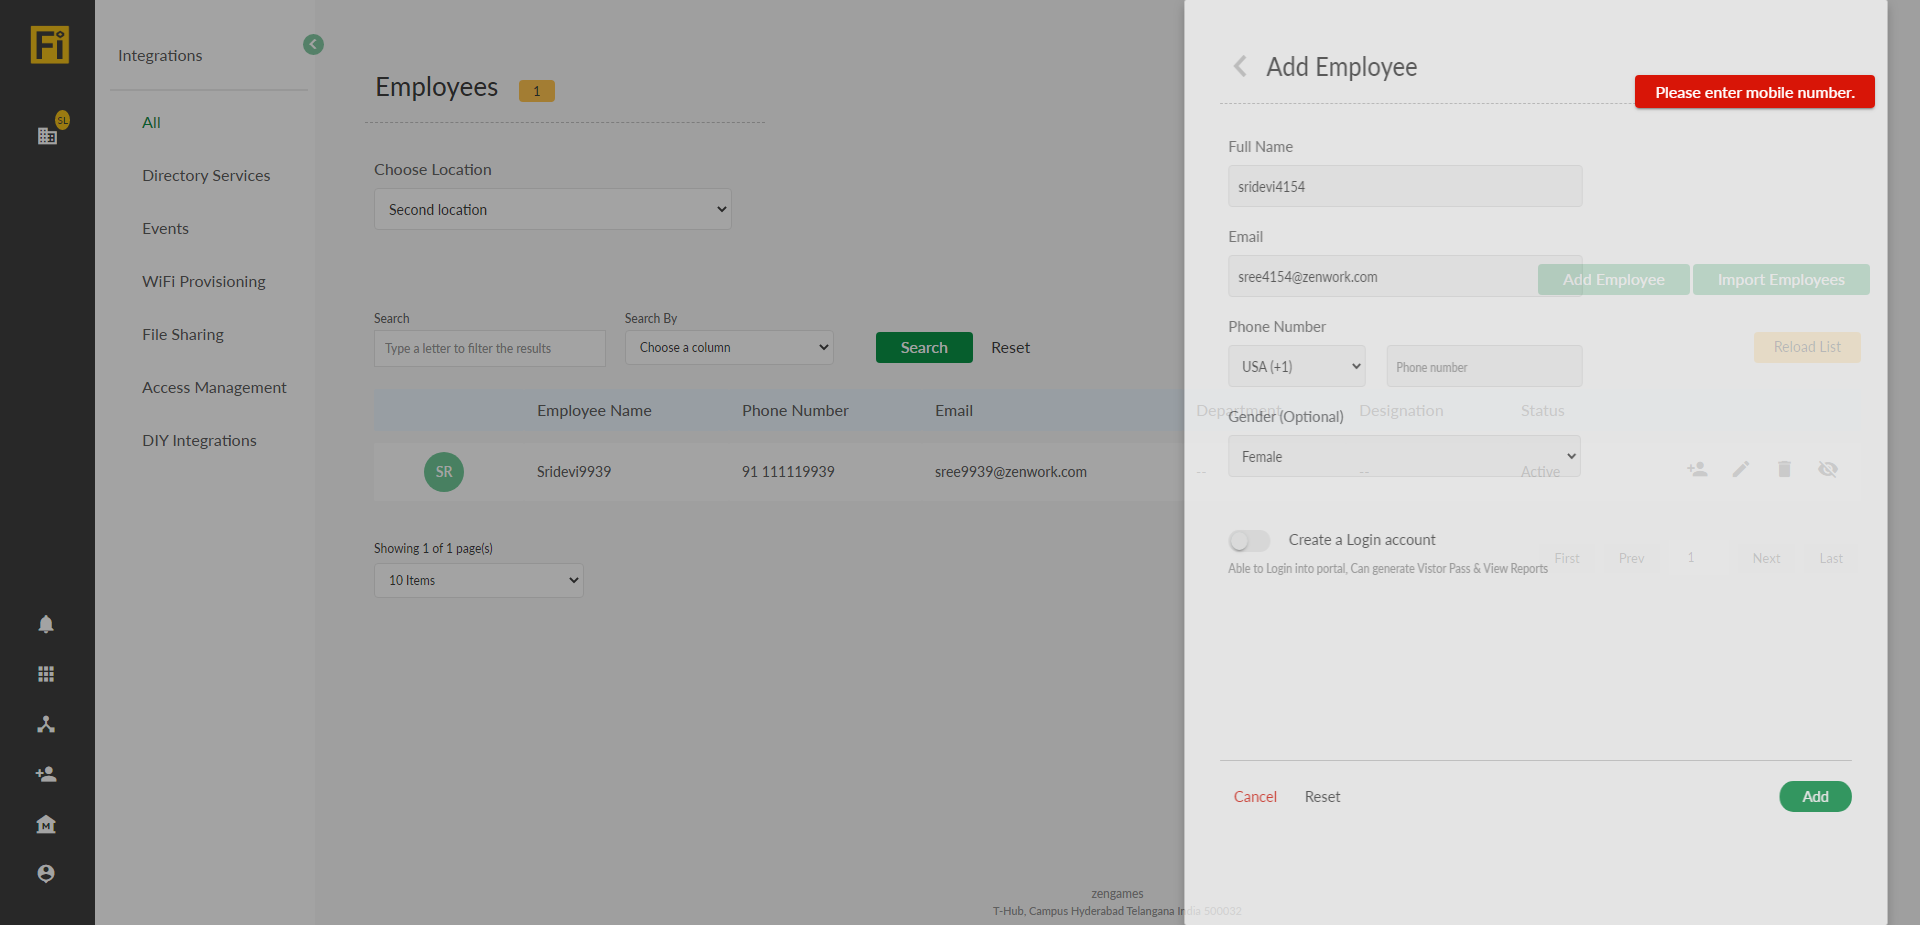 Fi
SL
Integrations
All
Directory Services
Events
WiFi Provisioning
File Sharing
Access Management
DIY Integrations
M
Employees 1
Choose Location
Second location
Search
Type a letter to filter the results
Search By
Choose a column
Search Reset
Employee Name Phone Number Email Department Designation Status
SR Sridevi9939 91 111119939 sree9939@zenwork.com -- -- Active
Showing 1 of 1 page(s)
10 Items
First Prev 1 Next Last
zengames
T-Hub, Campus Hyderabad Telangana India 500032
Add Employee
Please enter mobile number.
Full Name
sridevi4154
Email
sree4154@zenwork.com
Add Employee Import Employees
Phone Number
USA (+1) Phone number
Reload List
Gender (Optional)
Female
Create a Login account
Able to Login into portal, Can generate Vistor Pass & View Reports
Cancel Reset Add